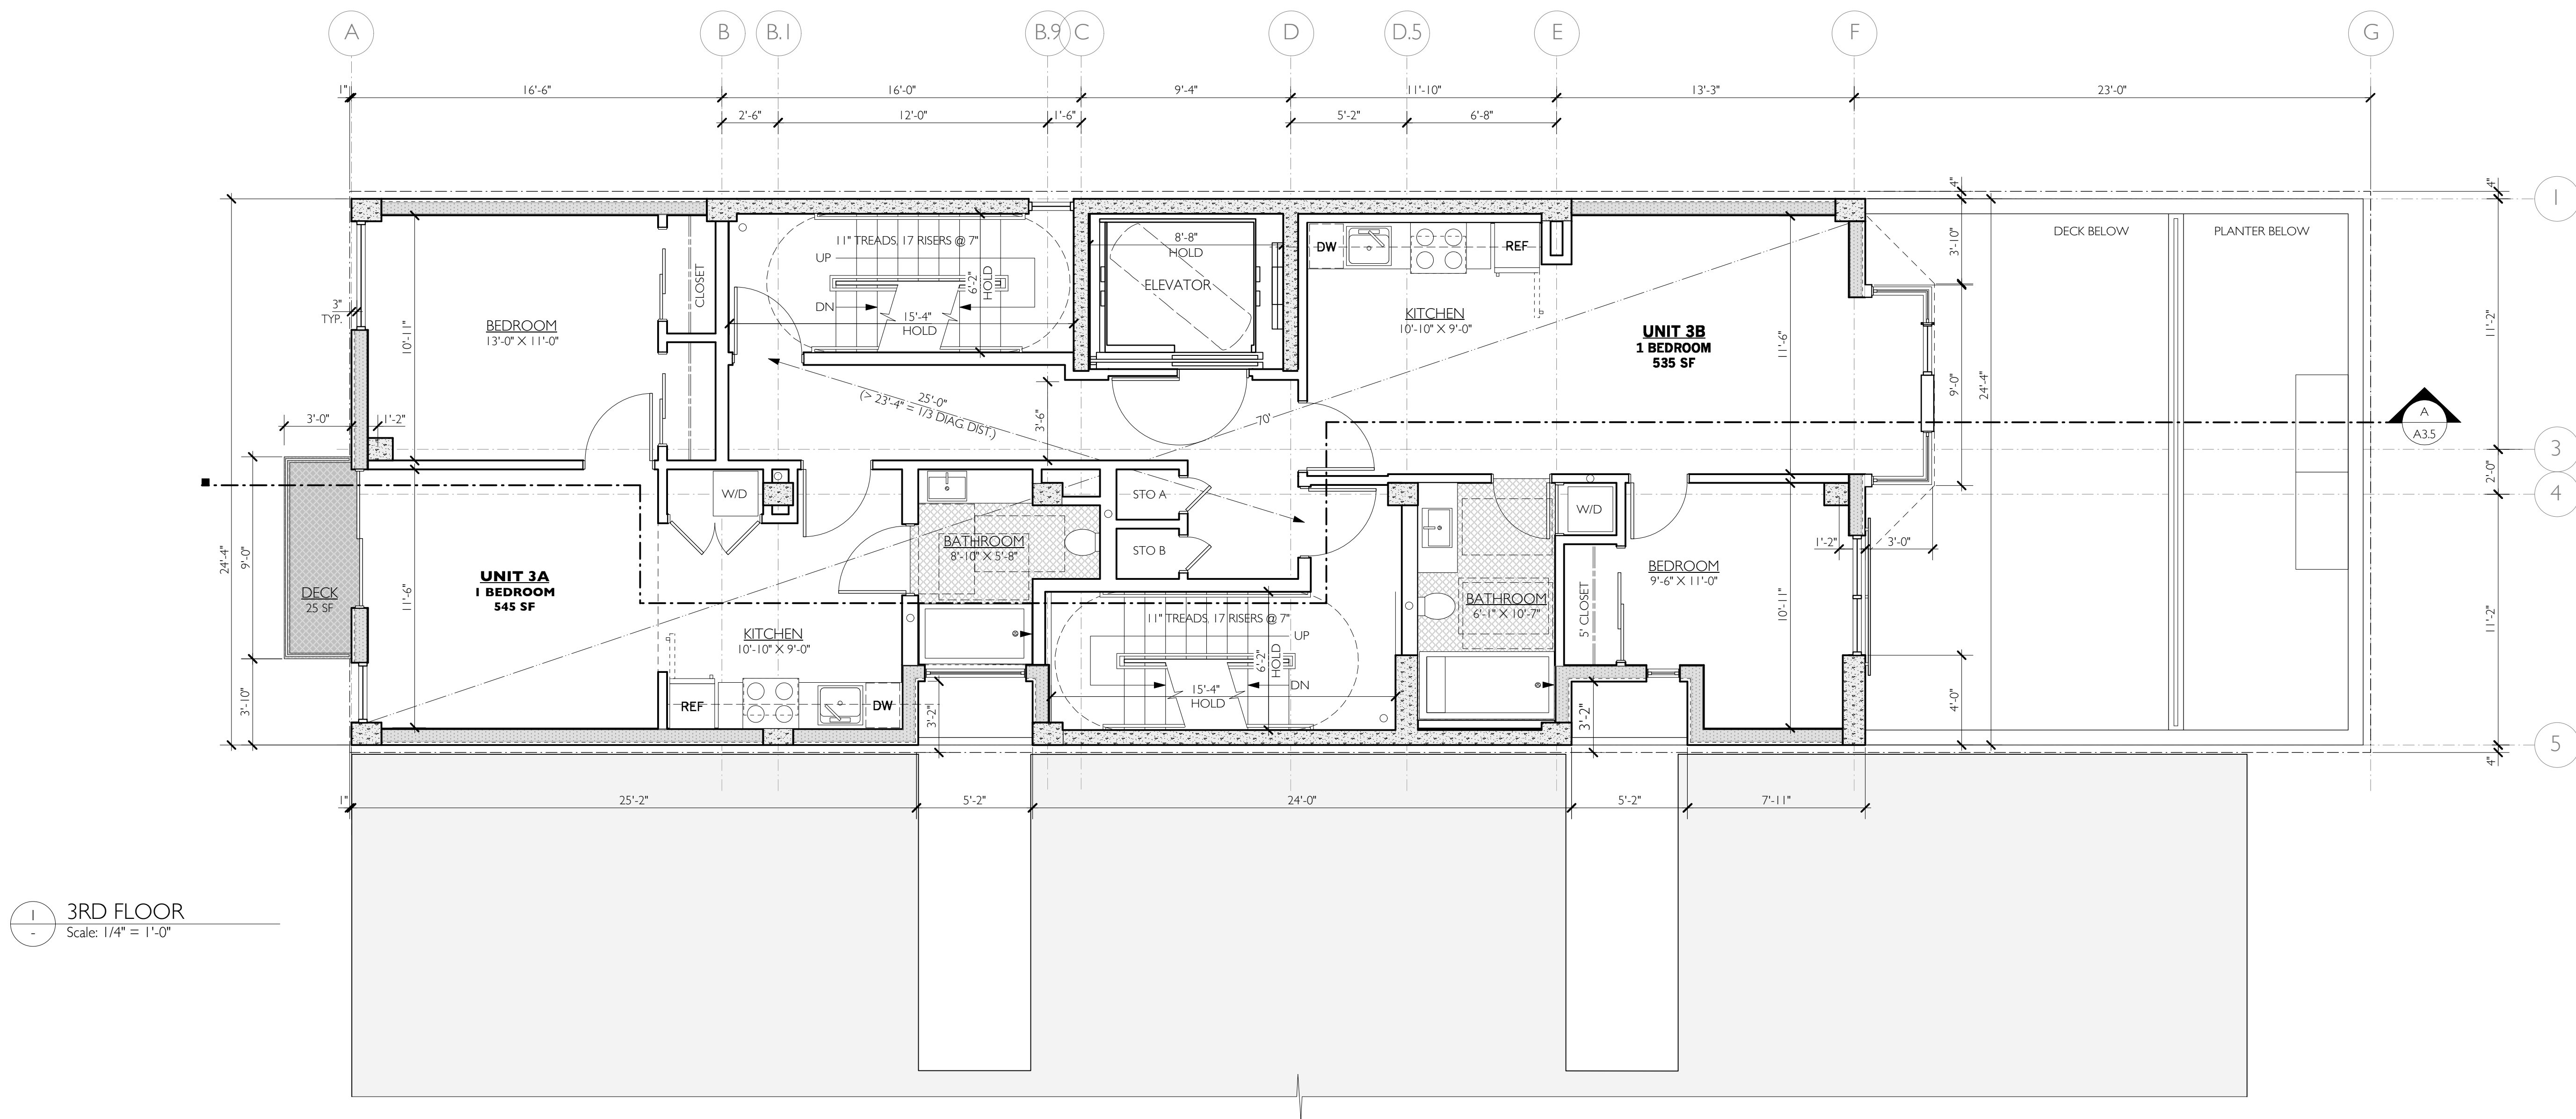 A
B
B.1
B.9
C
D
D.5
E
F
G
1"
16'-6"
16'-0"
9'-4"
11'-10"
13'-3"
23'-0"
2'-6"
12'-0"
1'-6"
5'-2"
6'-8"
4"
4"
1
3
4
5
3'-10"
11'-2"
9'-0"
24'-4"
2'-0"
11'-2"
4'-0"
4"
DECK BELOW
PLANTER BELOW
A
A3.5
3"
TYP.
10'-11"
BEDROOM
13'-0" X 11'-0"
CLOSET
11" TREADS, 17 RISERS @ 7"
UP
DN
6'-2"
HOLD
15'-4"
HOLD
8'-8"
HOLD
ELEVATOR
DW
REF
KITCHEN
10'-10" X 9'-0"
UNIT 3B
1 BEDROOM
535 SF
11'-6"
25'-0"
(> 23'-4" = 1/3 DIAG. DIST.)
3'-6"
70'
3'-0"
1'-2"
24'-4"
9'-0"
3'-10"
DECK
25 SF
11'-6"
UNIT 3A
1 BEDROOM
545 SF
W/D
BATHROOM
8'-10" X 5'-8"
STO A
STO B
KITCHEN
10'-10" X 9'-0"
REF
DW
3'-2"
11" TREADS, 17 RISERS @ 7"
UP
DN
6'-2"
HOLD
15'-4"
HOLD
BATHROOM
6'-1" X 10'-7"
W/D
5' CLOSET
BEDROOM
9'-6" X 11'-0"
10'-11"
1'-2"
3'-0"
3'-2"
1"
25'-2"
5'-2"
24'-0"
5'-2"
7'-11"
1
-
3RD FLOOR
Scale: 1/4" = 1'-0"